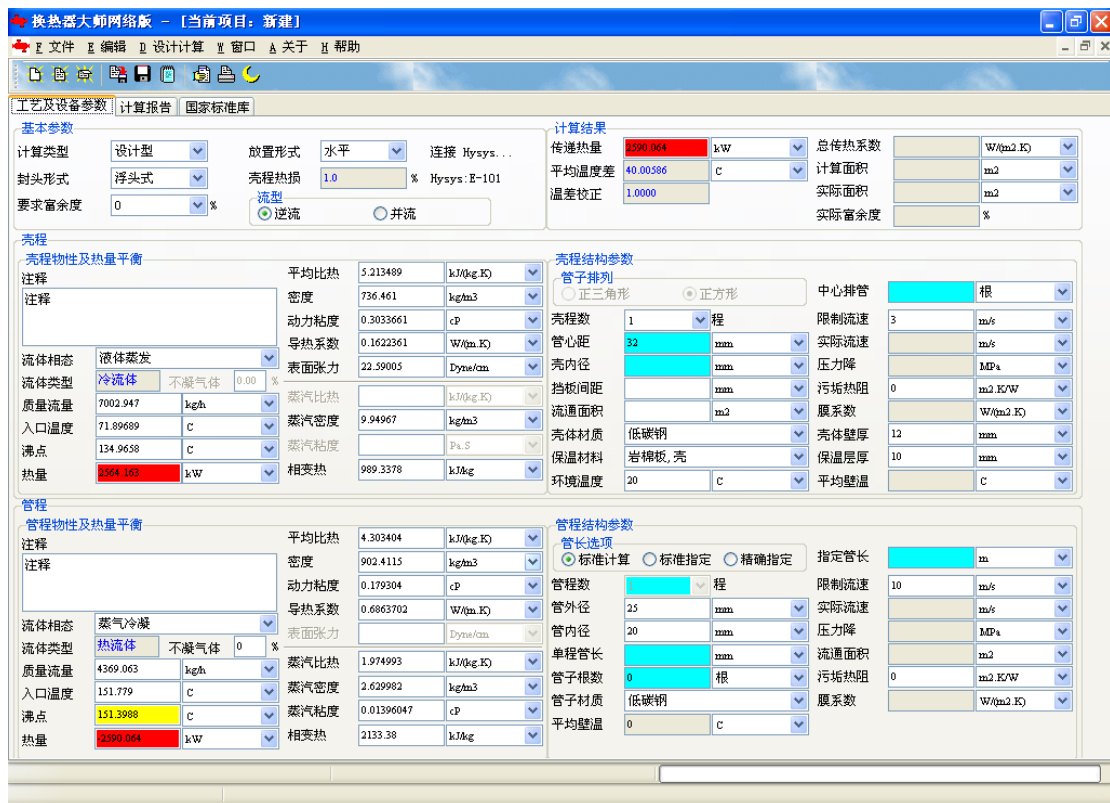 换热器大师网络版 - [当前项目: 新建]
F 文件 E 编辑 D 设计计算 W 窗口 A 关于 H 帮助
工艺及设备参数 计算报告 国家标准库
基本参数
计算类型 设计型 放置形式 水平 连接 Hysys...
封头形式 浮头式 壳程热损 1.0 % Hysys:E-101
要求富余度 0 % 流型 逆流 并流
计算结果
传递热量 2590.064 kW 总传热系数 W/(m2.K)
平均温度差 40.00586 C 计算面积 m2
温差校正 1.0000 实际面积 m2
实际富余度 %
壳程
壳程物性及热量平衡
注释
注释
流体相态 液体蒸发
流体类型 冷流体 不凝气体 0.00 %
质量流量 7002.947 kg/h
入口温度 71.89689 C
沸点 134.9658 C
热量 2564.163 kW
平均比热 5.213489 kJ/(kg.K)
密度 736.461 kg/m3
动力粘度 0.3033661 cP
导热系数 0.1622361 W/(m.K)
表面张力 22.59005 Dyne/cm
蒸汽比热 kJ/(kg.K)
蒸汽密度 9.94967 kg/m3
蒸汽粘度 Pa.S
相变热 989.3378 kJ/kg
壳程结构参数
管子排列
正三角形 正方形 中心排管 根
壳程数 1 程 限制流速 3 m/s
管心距 32 mm 实际流速 m/s
壳内径 mm 压力降 MPa
挡板间距 mm 污垢热阻 0 m2.K/W
流通面积 m2 膜系数 W/(m2.K)
壳体材质 低碳钢 壳体壁厚 12 mm
保温材料 岩棉板,壳 保温层厚 10 mm
环境温度 20 C 平均壁温 C
管程
管程物性及热量平衡
注释
注释
流体相态 蒸气冷凝
流体类型 热流体 不凝气体 0 %
质量流量 4369.063 kg/h
入口温度 151.779 C
沸点 151.3988 C
热量 -2590.064 kW
平均比热 4.303404 kJ/(kg.K)
密度 902.4115 kg/m3
动力粘度 0.179304 cP
导热系数 0.6863702 W/(m.K)
表面张力 Dyne/cm
蒸汽比热 1.974993 kJ/(kg.K)
蒸汽密度 2.629982 kg/m3
蒸汽粘度 0.01396047 cP
相变热 2133.38 kJ/kg
管程结构参数
管长选项
标准计算 标准指定 精确指定 指定管长 m
管程数 程 限制流速 10 m/s
管外径 25 mm 实际流速 m/s
管内径 20 mm 压力降 MPa
单程管长 mm 流通面积 m2
管子根数 0 根 污垢热阻 0 m2.K/W
管子材质 低碳钢 膜系数 W/(m2.K)
平均壁温 0 C